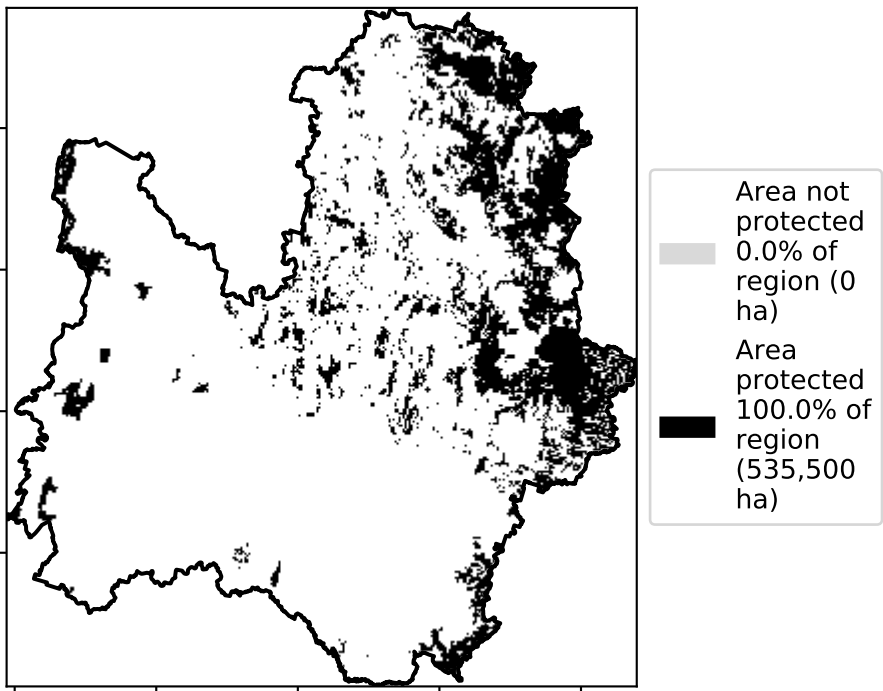 Area not
protected
0.0% of
region (0
ha)
Area
protected
100.0% of
region
(535,500
ha)